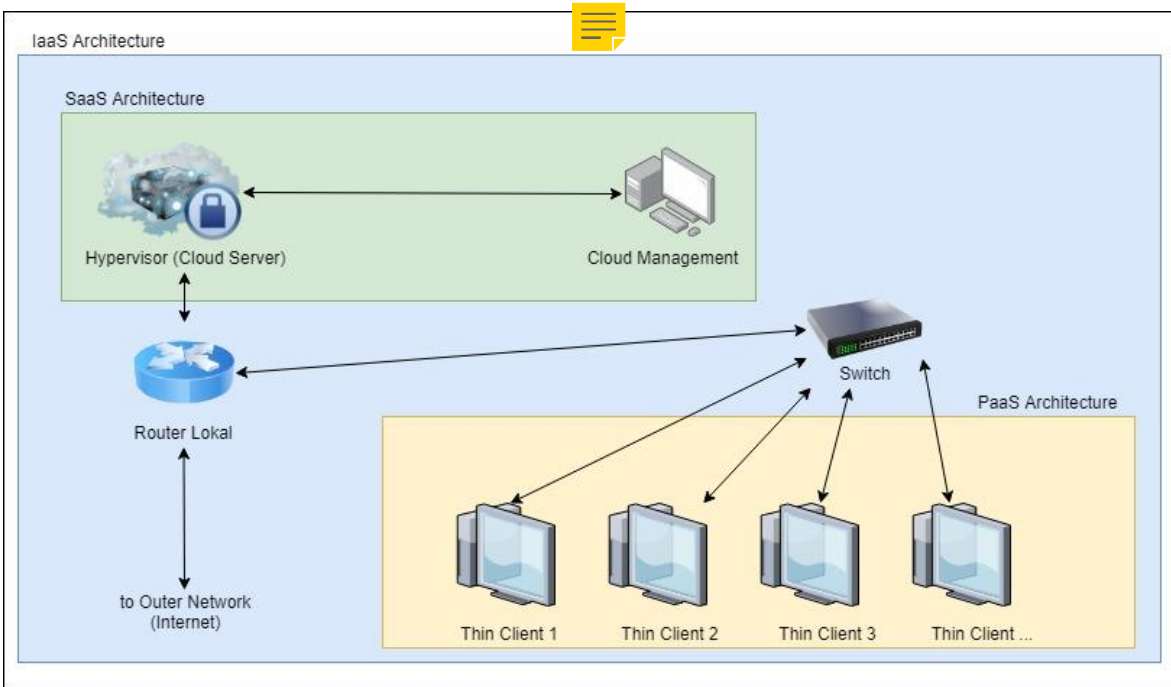 IaaS Architecture
SaaS Architecture
Hypervisor (Cloud Server)
Cloud Management
Switch
PaaS Architecture
Router Lokal
to Outer Network
(Internet)
Thin Client 1
Thin Client 2
Thin Client 3
Thin Client ...